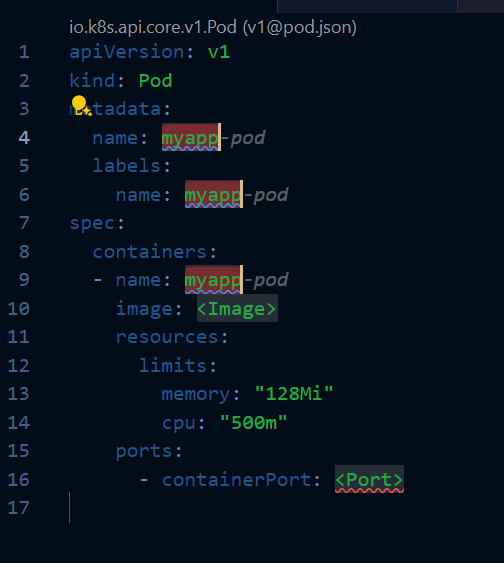 io.k8s.api.core.v1.Pod (v1@pod.json)
1 apiVersion: v1
2 kind: Pod
3 metadata:
4   name: myapp-pod
5   labels:
6     name: myapp-pod
7 spec:
8   containers:
9   - name: myapp-pod
10     image: <Image>
11     resources:
12       limits:
13         memory: "128Mi"
14         cpu: "500m"
15     ports:
16       - containerPort: <Port>
17